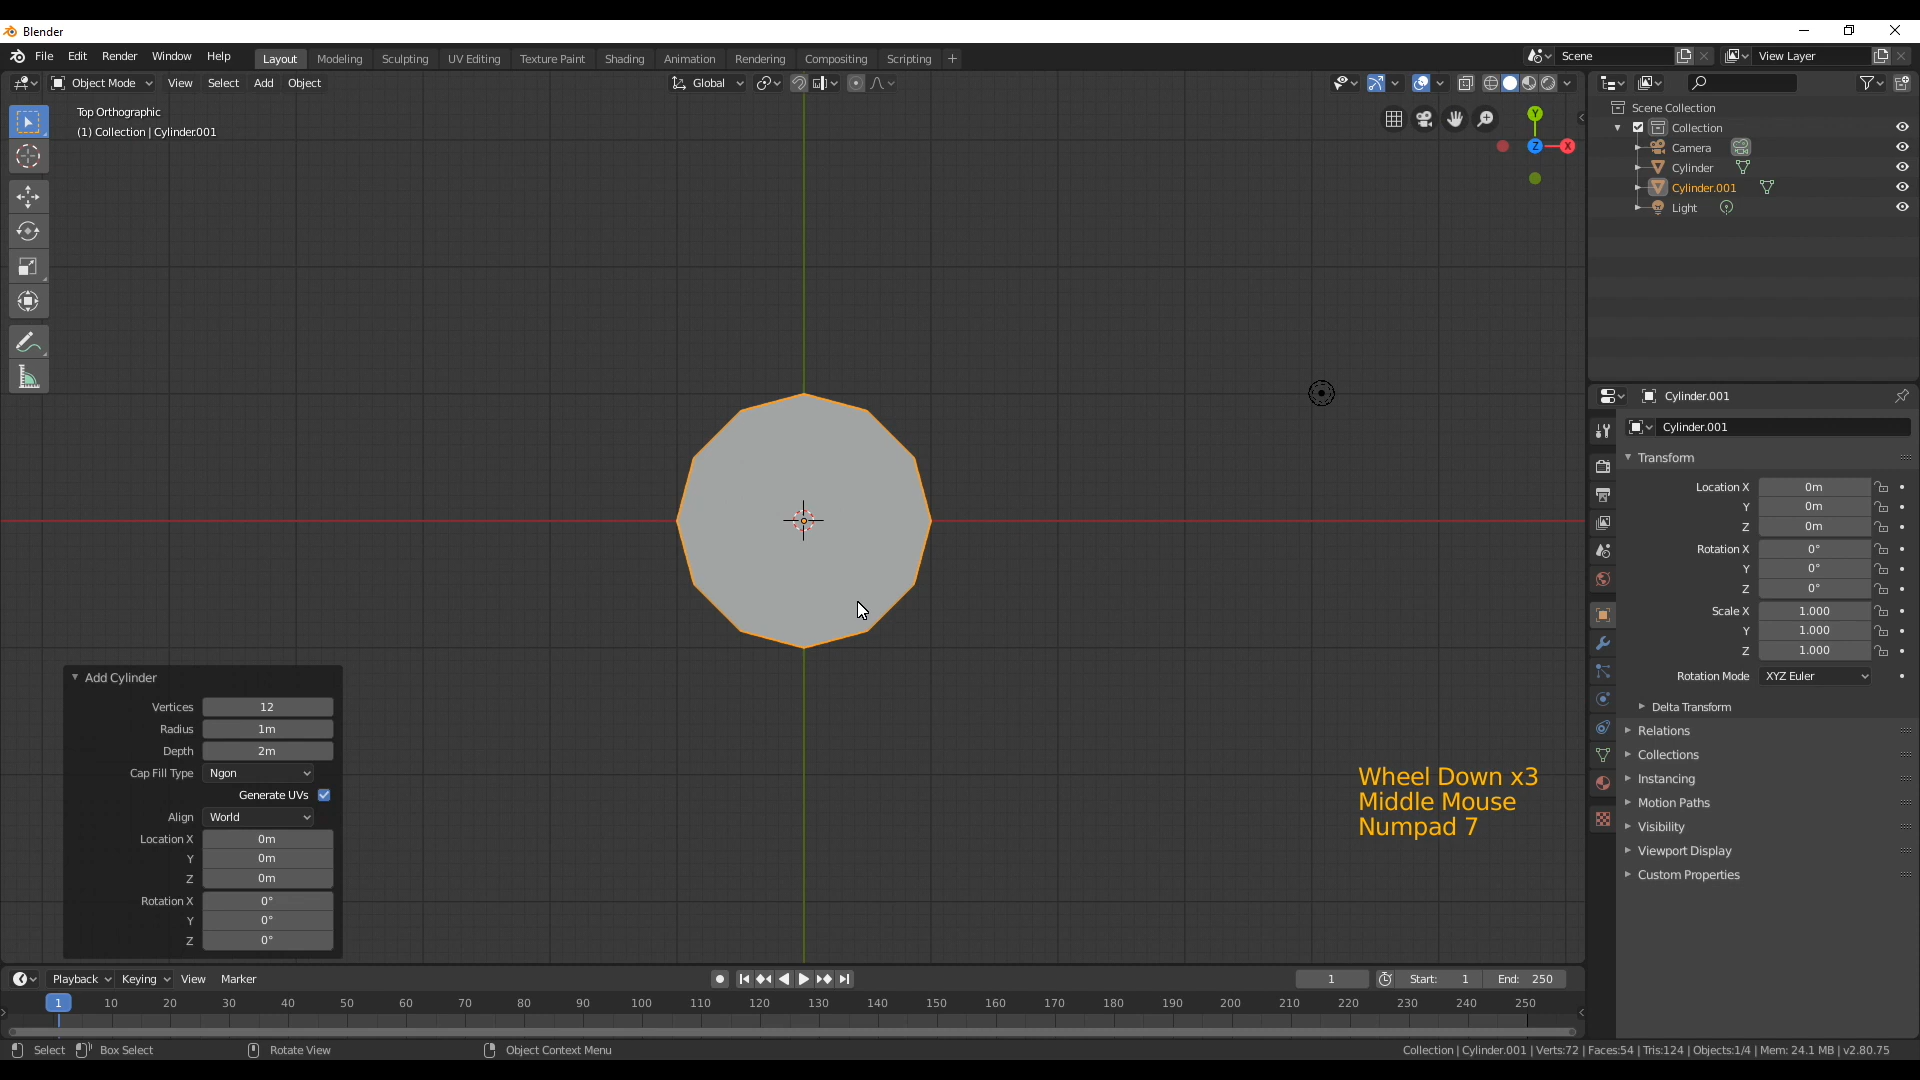 Blender
File Edit Render Window Help Layout Modeling Sculpting UV Editing Texture Paint Shading Animation Rendering Compositing Scripting + Scene View Layer
Object Mode View Select Add Object Global
Top Orthographic
(1) Collection | Cylinder.001
Y
Z
X
Scene Collection
Collection
Camera
Cylinder
Cylinder.001
Light
Cylinder.001
Cylinder.001
Transform
Location X 0m
Y 0m
Z 0m
Rotation X 0°
Y 0°
Z 0°
Scale X 1.000
Y 1.000
Z 1.000
Rotation Mode XYZ Euler
Delta Transform
Relations
Collections
Instancing
Motion Paths
Visibility
Viewport Display
Custom Properties
Add Cylinder
Vertices 12
Radius 1m
Depth 2m
Cap Fill Type Ngon
Generate UVs
Align World
Location X 0m
Y 0m
Z 0m
Rotation X 0°
Y 0°
Z 0°
Wheel Down x3
Middle Mouse
Numpad 7
Playback Keying View Marker 1 Start: 1 End: 250
1 10 20 30 40 50 60 70 80 90 100 110 120 130 140 150 160 170 180 190 200 210 220 230 240 250
Select Box Select Rotate View Object Context Menu Collection | Cylinder.001 | Verts:72 | Faces:54 | Tris:124 | Objects:1/4 | Mem: 24.1 MB | v2.80.75